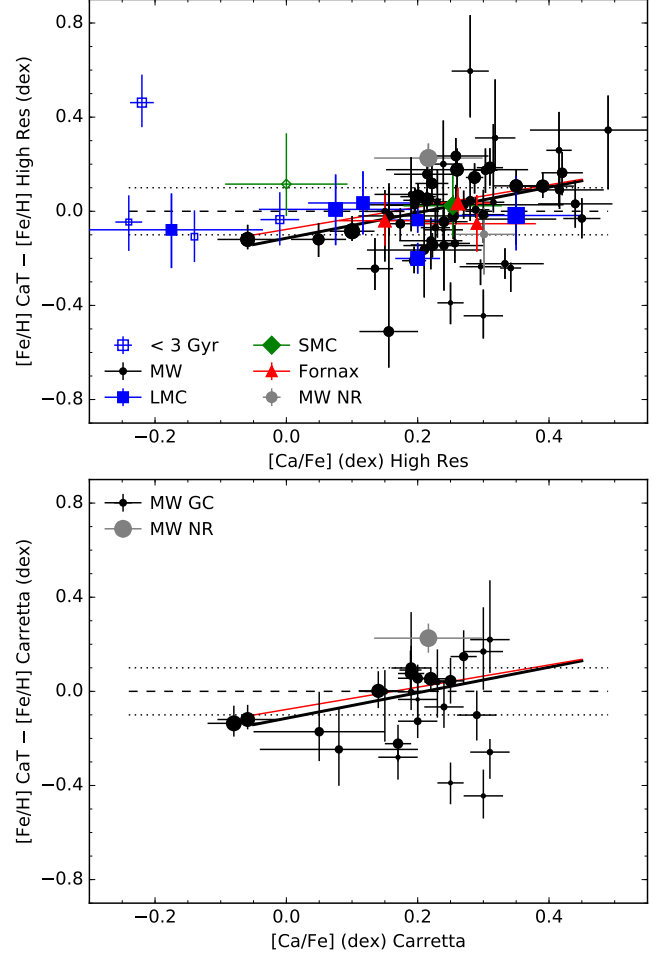 0.8
0.4
0.0
−0.4
−0.8
[Fe/H] CaT − [Fe/H] High Res (dex)
< 3 Gyr
MW
LMC
SMC
Fornax
MW NR
−0.2
0.0
0.2
0.4
[Ca/Fe] (dex) High Res
0.8
0.4
0.0
−0.4
−0.8
[Fe/H] CaT − [Fe/H] Carretta (dex)
MW GC
MW NR
−0.2
0.0
0.2
0.4
[Ca/Fe] (dex) Carretta